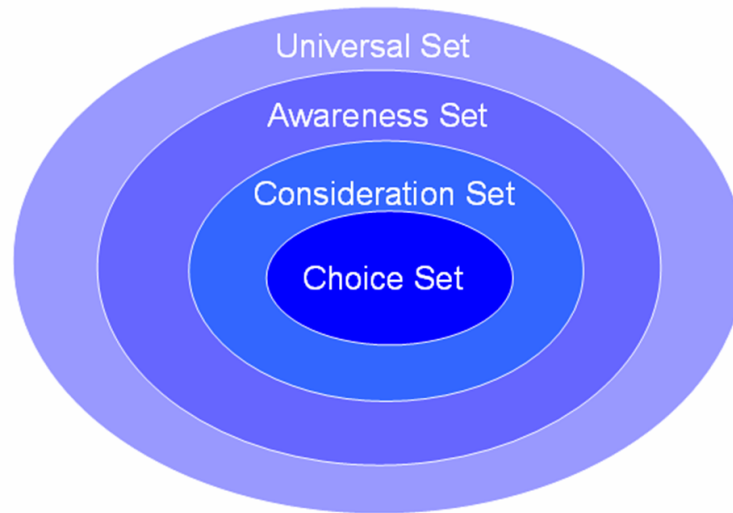 Universal Set
Awareness Set
Consideration Set
Choice Set